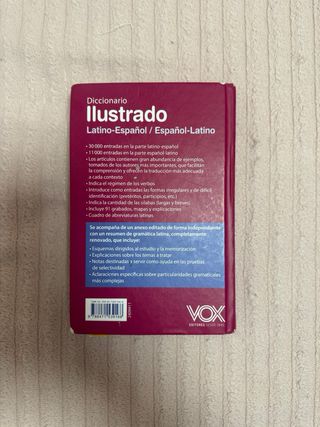 Diccionario
Ilustrado
Latino-Español / Español-Latino
• 30 000 entradas en la parte latino-español
• 11 000 entradas en la parte español-latino
• Los artículos contienen gran abundancia de ejemplos,
tomados de los autores más importantes, que facilitan
la comprensión y ofrecen la traducción más adecuada
a cada contexto
• Indica el régimen de los verbos
• Introduce como entradas las formas irregulares y de difícil
identificación (pretéritos, participios, etc.)
• Indica la cantidad de las sílabas (largas y breves)
• Incluye 91 grabados, mapas y explicaciones
• Cuadro de abreviaturas latinas
Se acompaña de un anexo editado de forma independiente
con un resumen de gramática latina, completamente
renovado, que incluye:
• Esquemas dirigidos al estudio y la memorización
• Explicaciones sobre los temas a tratar
• Notas destinadas a servir como ayuda en las pruebas
de selectividad
• Aclaraciones específicas sobre particularidades gramaticales
más complejas
VOX